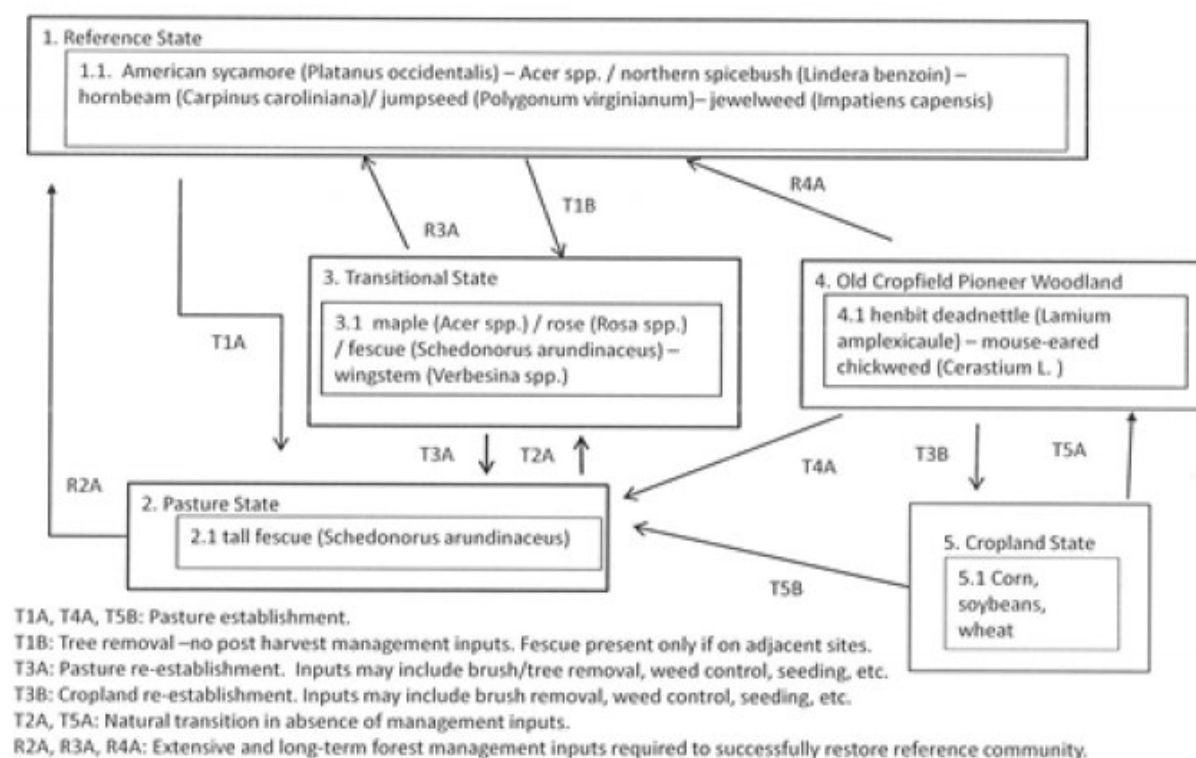 1. Reference State
1.1. American sycamore (Platanus occidentalis) – Acer spp. / northern spicebush (Lindera benzoin) –
hornbeam (Carpinus caroliniana)/ jumpseed (Polygonum virginianum)– jewelweed (Impatiens capensis)
R4A
T1B
R3A
3. Transitional State
3.1 maple (Acer spp.) / rose (Rosa spp.)
/ fescue (Schedonorus arundinaceus) –
wingstem (Verbesina spp.)
4. Old Cropfield Pioneer Woodland
4.1 henbit deadnettle (Lamium
amplexicaule) – mouse-eared
chickweed (Cerastium L. )
T1A
T3A
T2A
T4A
T3B
T5A
R2A
2. Pasture State
2.1 tall fescue (Schedonorus arundinaceus)
5. Cropland State
5.1 Corn,
soybeans,
wheat
T5B
T1A, T4A, T5B: Pasture establishment.
T1B: Tree removal –no post harvest management inputs. Fescue present only if on adjacent sites.
T3A: Pasture re-establishment. Inputs may include brush/tree removal, weed control, seeding, etc.
T3B: Cropland re-establishment. Inputs may include brush removal, weed control, seeding, etc.
T2A, T5A: Natural transition in absence of management inputs.
R2A, R3A, R4A: Extensive and long-term forest management inputs required to successfully restore reference community.